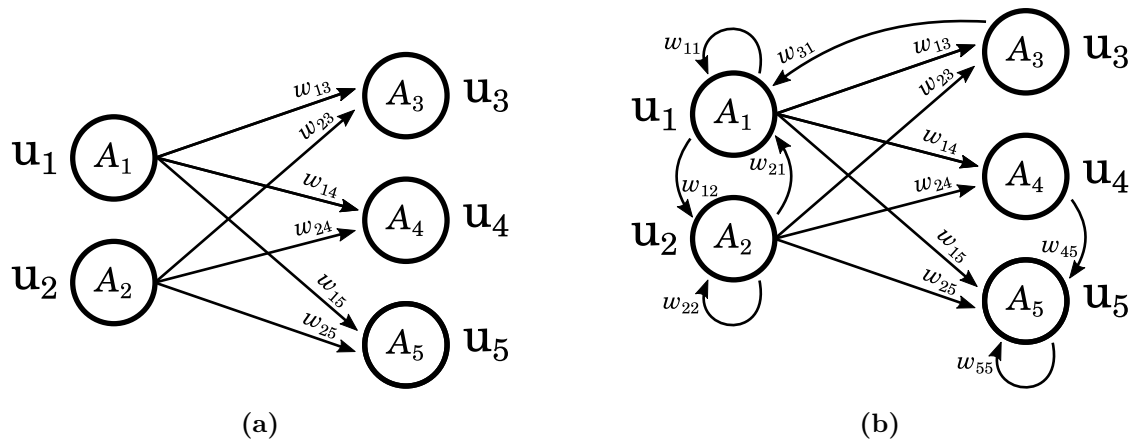 u₁ A₁
u₂ A₂
A₃ u₃
A₄ u₄
A₅ u₅
w₁₃
w₂₃
w₁₄
w₂₄
w₁₅
w₂₅
(a)
w₁₁
w₃₁
w₁₃
w₂₃
A₃ u₃
u₁ A₁
w₁₄
w₂₁
w₁₂
w₂₄
A₄ u₄
u₂ A₂
w₁₅
w₄₅
w₂₅
w₂₂
A₅ u₅
w₅₅
(b)